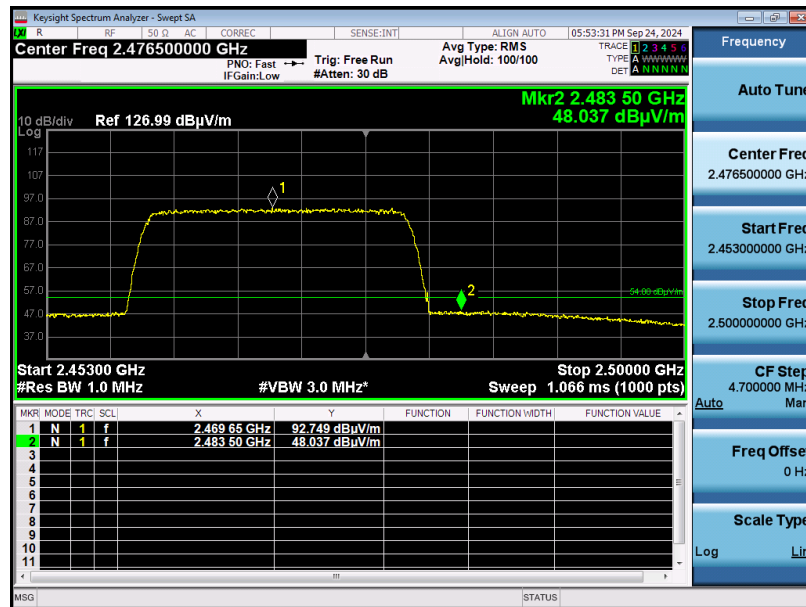 Keysight Spectrum Analyzer - Swept SA
LXI R RF 50 Ω AC CORREC SENSE:INT ALIGN AUTO 05:53:31 PM Sep 24, 2024
Center Freq 2.476500000 GHz
PNO: Fast
IFGain:Low
Trig: Free Run
#Atten: 30 dB
Avg Type: RMS
Avg|Hold: 100/100
TRACE 1 2 3 4 5 6
TYPE A W W W W W
DET A N N N N N
Mkr2 2.483 50 GHz
48.037 dBµV/m
10 dB/div Ref 126.99 dBµV/m
Log
117
107
97.0
87.0
77.0
67.0
57.0
47.0
37.0
1
2
54.00 dBµV/m
Start 2.45300 GHz Stop 2.50000 GHz
#Res BW 1.0 MHz #VBW 3.0 MHz* Sweep 1.066 ms (1000 pts)
MKR MODE TRC SCL X Y FUNCTION FUNCTION WIDTH FUNCTION VALUE
1 N 1 f 2.469 65 GHz 92.749 dBµV/m
2 N 1 f 2.483 50 GHz 48.037 dBµV/m
3
4
5
6
7
8
9
10
11
MSG STATUS
Frequency
Auto Tune
Center Freq
2.476500000 GHz
Start Freq
2.453000000 GHz
Stop Freq
2.500000000 GHz
CF Step
4.700000 MHz
Auto Man
Freq Offset
0 Hz
Scale Type
Log Lin